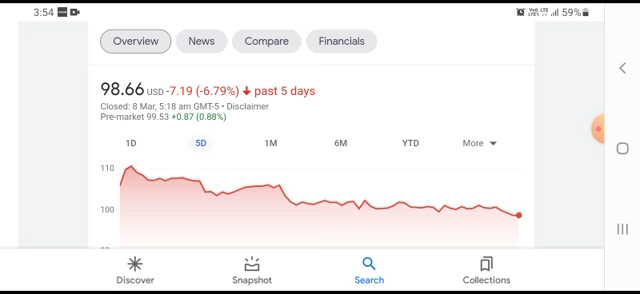 3:54 59%
Overview News Compare Financials
98.66 USD -7.19 (-6.79%) past 5 days
Closed: 8 Mar, 5:18 am GMT-5 • Disclaimer
Pre-market 99.53 +0.87 (0.88%)
1D 5D 1M 6M YTD More
110
100
Discover Snapshot Search Collections